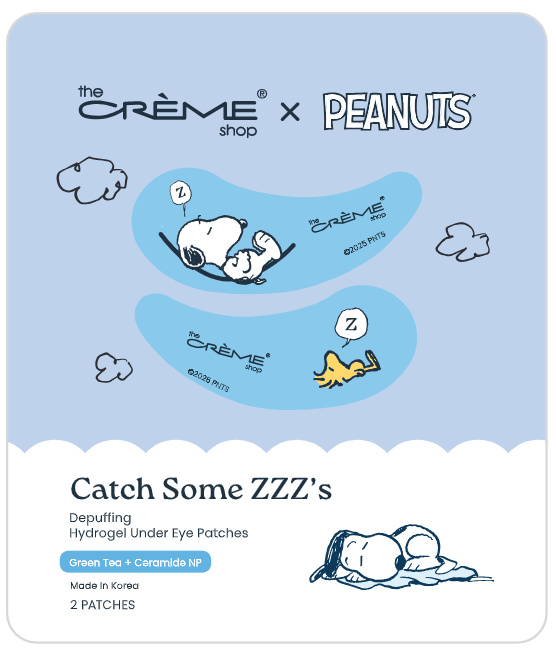 the
CRÈME®
shop
×
PEANUTS
Z
the
CRÈME®
shop
©2025 PNTS
Z
the
CRÈME®
shop
©2025 PNTS
Catch Some ZZZ's
Depuffing
Hydrogel Under Eye Patches
Green Tea + Ceramide NP
Made In Korea
2 PATCHES